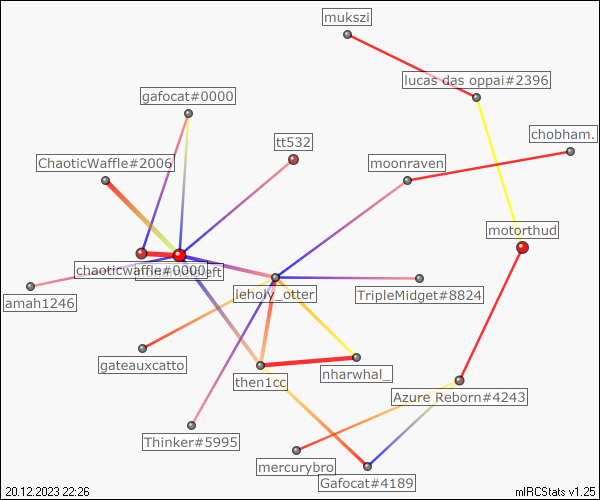 mukszi
lucas das oppai#2396
gafocat#0000
chobham.
tt532
ChaoticWaffle#2006
moonraven
motorthud
chaoticwaffle#0000
left
leholy_otter
amah1246
TripleMidget#8824
gateauxcatto
nharwhal_
then1cc
Azure Reborn#4243
Thinker#5995
mercurybro
Gafocat#4189
20.12.2023 22:26
mIRCStats v1.25